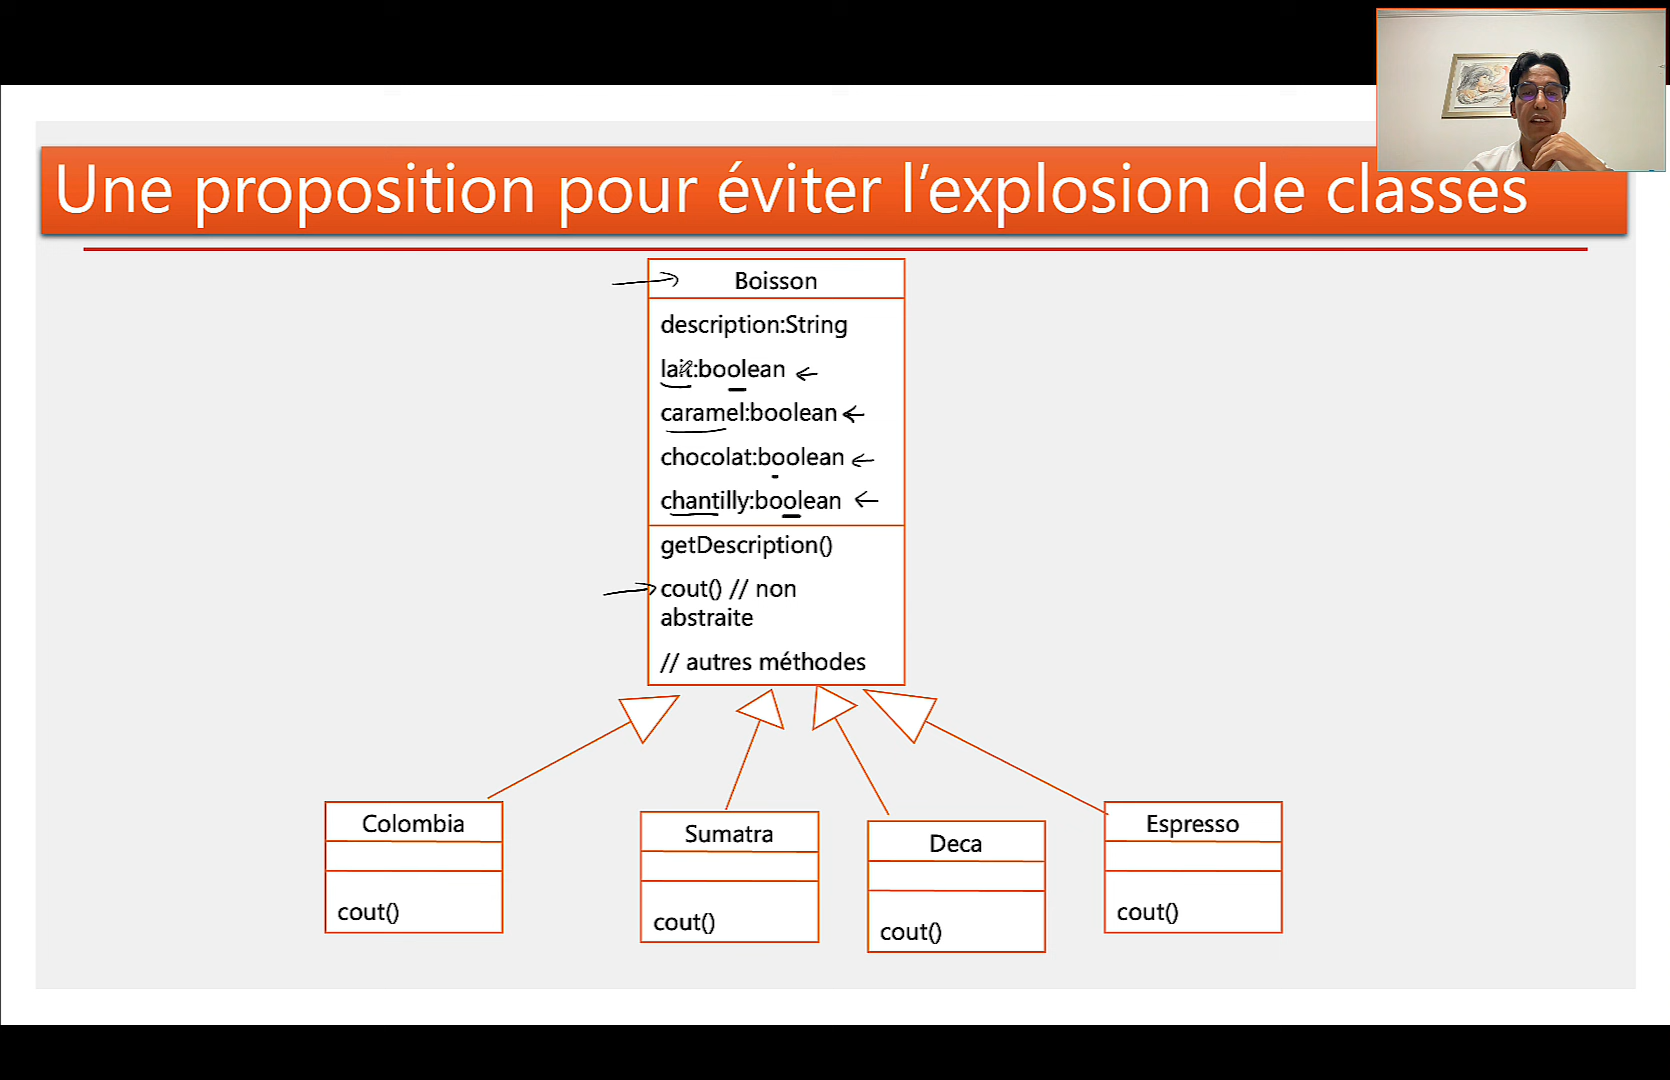 Une proposition pour éviter l’explosion de classes
Boisson
description:String
lait:boolean
caramel:boolean
chocolat:boolean
chantilly:boolean
getDescription()
cout() // non
abstraite
// autres méthodes
Colombia
cout()
Sumatra
cout()
Deca
cout()
Espresso
cout()